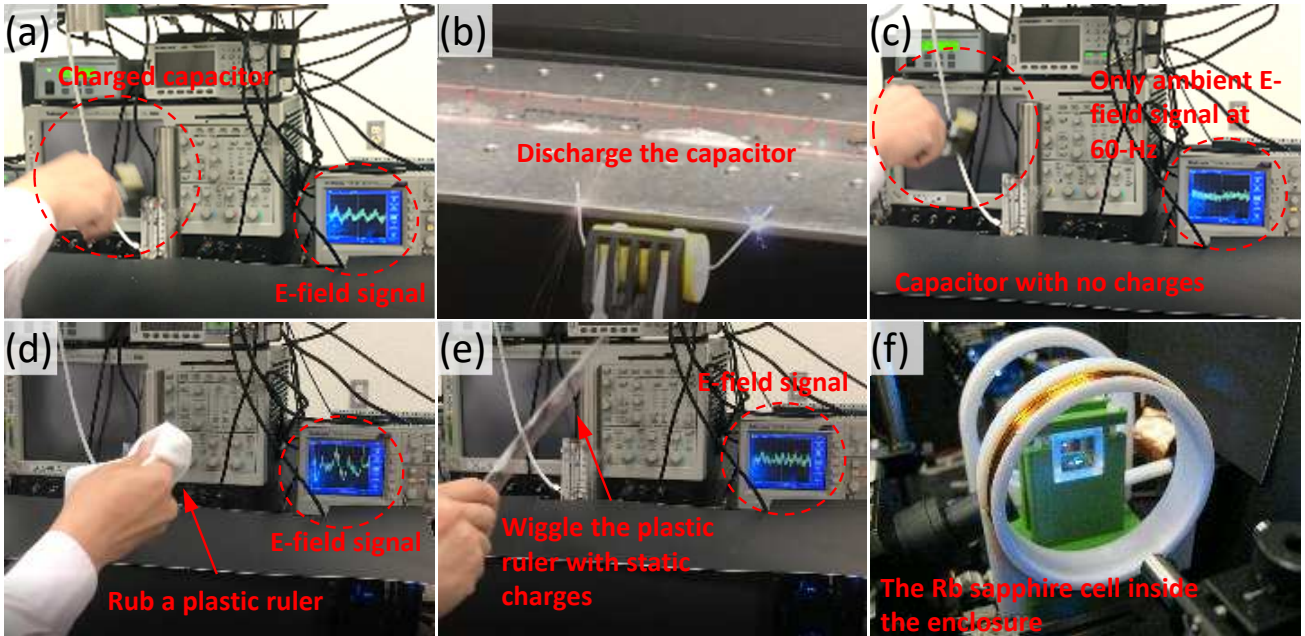 (a)
Charged capacitor
E-field signal
(b)
Discharge the capacitor
(c)
Only ambient E-
field signal at
60-Hz
Capacitor with no charges
(d)
E-field signal
Rub a plastic ruler
(e)
E-field signal
Wiggle the plastic
ruler with static
charges
(f)
The Rb sapphire cell inside
the enclosure